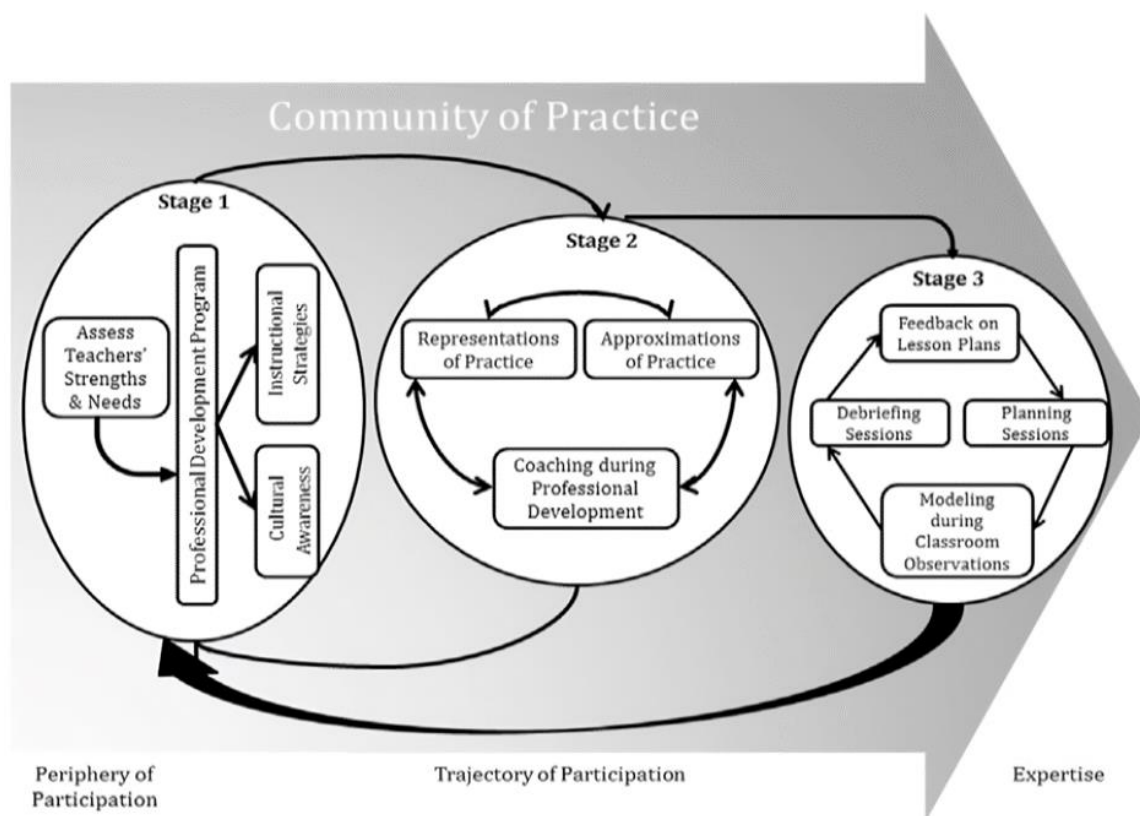 Community of Practice
Stage 1
Assess
Teachers'
Strengths
& Needs
Professional Development Program
Instructional
Strategies
Cultural
Awareness
Stage 2
Representations
of Practice
Approximations
of Practice
Coaching during
Professional
Development
Stage 3
Feedback on
Lesson Plans
Debriefing
Sessions
Planning
Sessions
Modeling
during
Classroom
Observations
Periphery of
Participation
Trajectory of Participation
Expertise